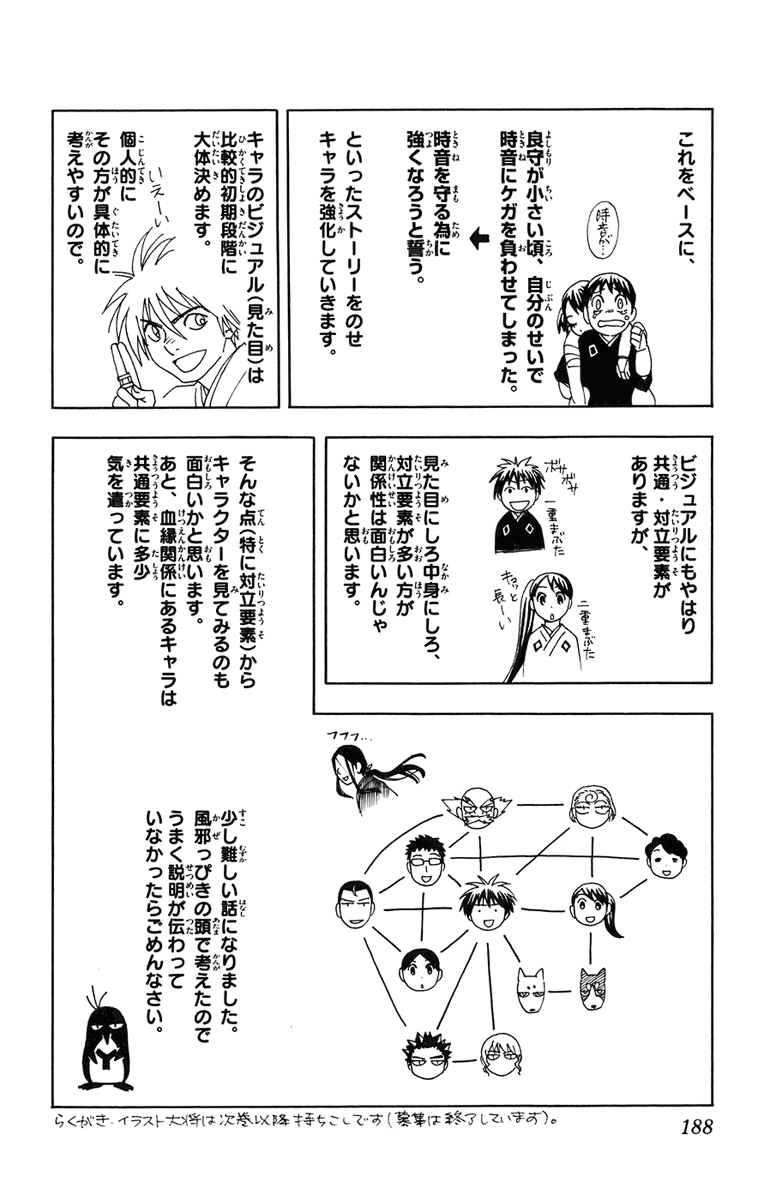 これをベースに、
良守が小さい頃、自分のせいで
時音にケガを負わせてしまった。
時音を守る為に
強くなろうと誓う。
といったストーリーをのせ
キャラを強化していきます。
時音が…
キャラのビジュアル(見た目)は
比較的初期段階に
大体決めます。
個人的に
その方が具体的に
考えやすいので。
いえーい
ビジュアルにもやはり
共通・対立要素が
ありますが、
ボサボサ
一重まぶた
キュッと
長ーい
二重まぶた
見た目にしろ中身にしろ、
対立要素が多い方が
関係性は面白いんじゃ
ないかと思います。
そんな点(特に対立要素)から
キャラクターを見てみるのも
面白いかと思います。
あと、血縁関係にあるキャラは
共通要素に多少
気を遣っています。
フフフ…
少し難しい話になりました。
風邪っぴきの頭で考えたので
うまく説明が伝わって
いなかったらごめんなさい。
らくがき・イラスト大将は次巻以降持ちこしです(募集は終了しています)。
188